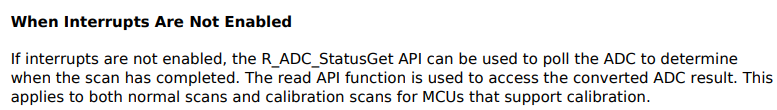 When Interrupts Are Not Enabled
If interrupts are not enabled, the R_ADC_StatusGet API can be used to poll the ADC to determine
when the scan has completed. The read API function is used to access the converted ADC result. This
applies to both normal scans and calibration scans for MCUs that support calibration.